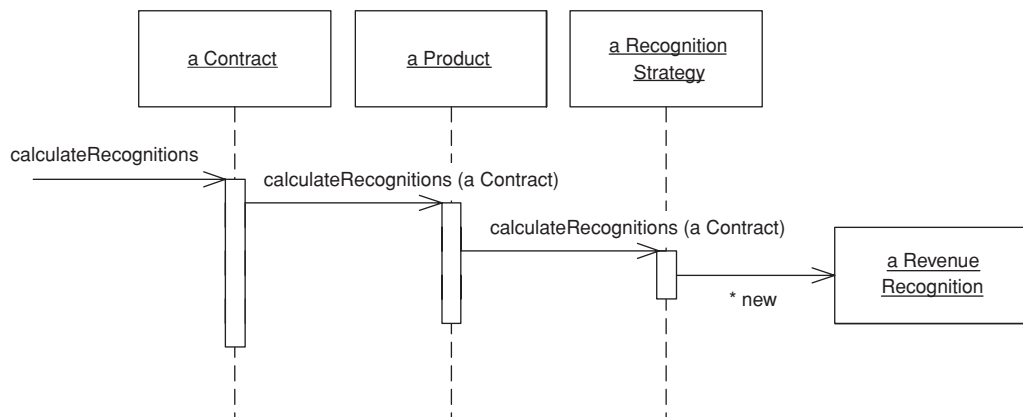 a Contract
a Product
a Recognition
Strategy
calculateRecognitions
calculateRecognitions (a Contract)
calculateRecognitions (a Contract)
a Revenue
Recognition
* new